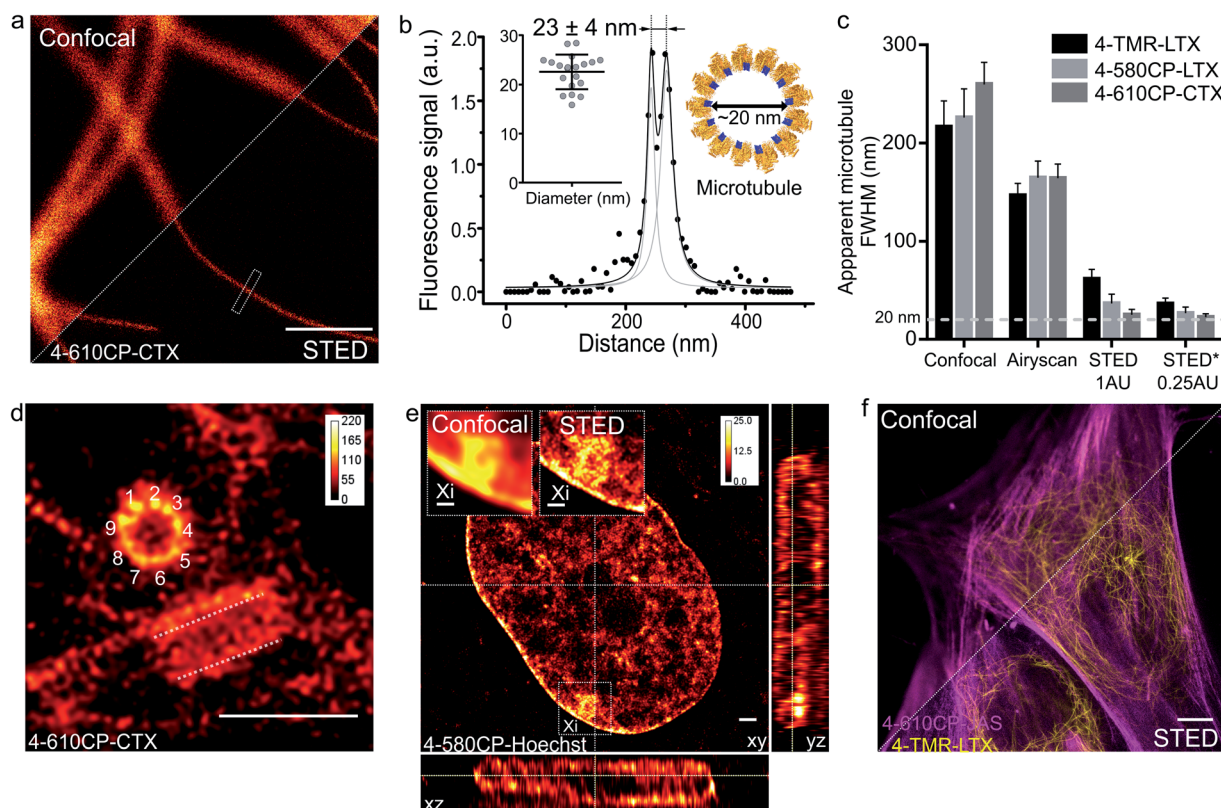 a
Confocal
4-610CP-CTX
STED
b
23 ± 4 nm
2.0
1.5
1.0
0.5
0.0
Fluorescence signal (a.u.)
30
20
10
0
Diameter (nm)
~20 nm
Microtubule
0
200
400
Distance (nm)
c
300
200
100
0
20 nm
Appparent microtubule
FWHM (nm)
4-TMR-LTX
4-580CP-LTX
4-610CP-CTX
Confocal
Airyscan
STED
1AU
STED*
0.25AU
d
220
165
110
55
0
1
2
3
4
5
6
7
8
9
4-610CP-CTX
e
Confocal
Xi
STED
Xi
25.0
12.5
0.0
Xi
4-580CP-Hoechst
xy
yz
xz
f
Confocal
4-TMR-LTX
STED